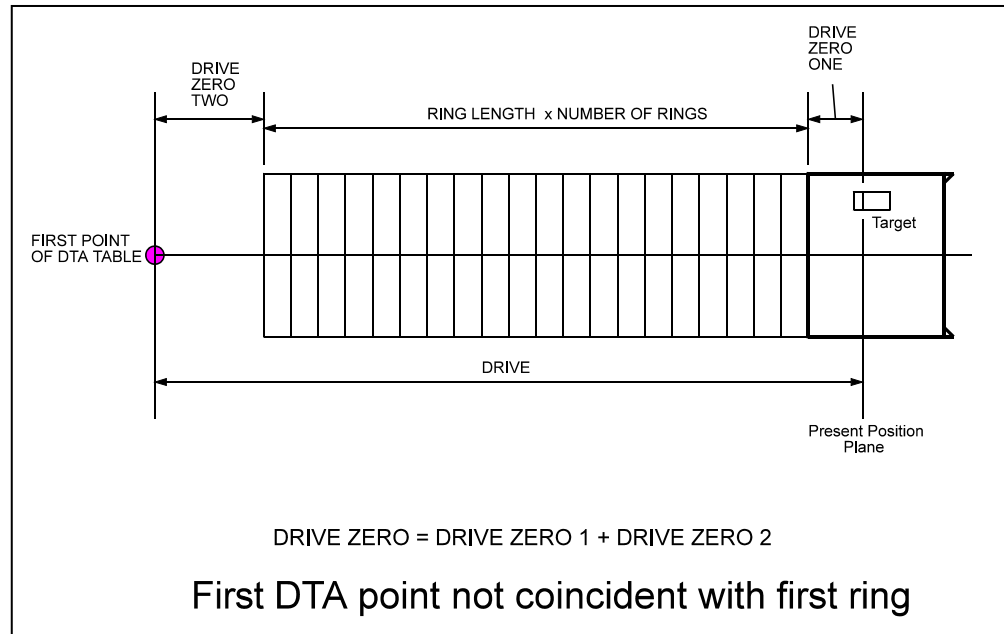 DRIVE
ZERO
TWO
DRIVE
ZERO
ONE
RING LENGTH x NUMBER OF RINGS
Target
FIRST POINT
OF DTA TABLE
DRIVE
Present Position
Plane
DRIVE ZERO = DRIVE ZERO 1 + DRIVE ZERO 2
First DTA point not coincident with first ring